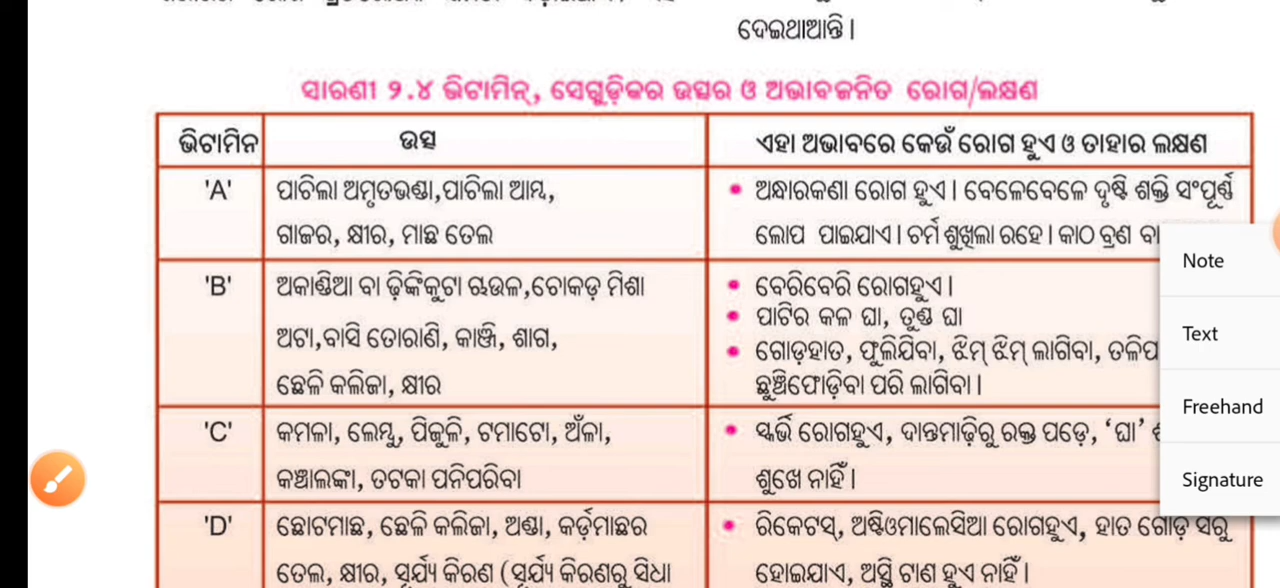 ଦେଇଥାଆନ୍ତି ।
ସାରଣୀ ୨.୪ ଭିଟାମିନ୍, ସେଗୁଡ଼ିକର ଉତ୍ସର ଓ ଅଭାବଜନିତ ରୋଗ/ଲକ୍ଷଣ
ଭିଟାମିନ ଉତ୍ସ ଏହା ଅଭାବରେ କେଉଁ ରୋଗ ହୁଏ ଓ ତାହାର ଲକ୍ଷଣ
'A' ପାଚିଲା ଅମୃତଭଣ୍ଡା,ପାଚିଲା ଆମ୍ବ, • ଅନ୍ଧାରକଣା ରୋଗ ହୁଏ । ବେଳେବେଳେ ଦୃଷ୍ଟି ଶକ୍ତି ସଂପୂର୍ଣ୍ଣ
ଗାଜର, କ୍ଷୀର, ମାଛ ତେଲ ଲୋପ ପାଇଯାଏ । ଚର୍ମ ଶୁଖିଲା ରହେ । କାଠ ବ୍ରଣ
'B' ଅକାଣ୍ଡିଆ ବା ଢ଼ିଙ୍କିକୁଟା ଚାଉଳ,ଚୋକଡ଼ ମିଶା • ବେରିବେରି ରୋଗହୁଏ ।
• ପାଟିର କଳ ଘା, ତୁଣ୍ଡ ଘା
ଅଟା,ବାସି ତୋରାଣି, କାଞ୍ଜି, ଶାଗ, • ଗୋଡ଼ହାତ, ଫୁଲିଯିବା, ଝିମ୍ ଝିମ୍ ଲାଗିବା,
ଛେଳି କଲିଜା, କ୍ଷୀର ଛୁଞ୍ଚିଫୋଡ଼ିବା ପରି ଲାଗିବା ।
'C' କମଳା, ଲେମ୍ବୁ, ପିଜୁଳି, ଟମାଟୋ, ଅଁଳା, • ସ୍କର୍ଭି ରୋଗହୁଏ, ଦାନ୍ତମାଢ଼ିରୁ ରକ୍ତ ପଡ଼େ, ‘ଘା’
କଞ୍ଚାଲଙ୍କା, ତଟକା ପନିପରିବା ଶୁଖେ ନାହିଁ ।
'D' ଛୋଟମାଛ, ଛେଳି କଲିଜା, ଅଣ୍ଡା, କର୍ଡ଼ମାଛର • ରିକେଟସ୍, ଅଷ୍ଟିଓମାଲେସିଆ ରୋଗହୁଏ, ହାତ ଗୋଡ଼ ସରୁ
ତେଲ, କ୍ଷୀର, ସୂର୍ଯ୍ୟ କିରଣ (ସୂର୍ଯ୍ୟ କିରଣରୁ ସିଧା ହୋଇଯାଏ, ଅସ୍ଥି ଟାଣ ହୁଏ ନାହିଁ ।
Note
Text
Freehand
Signature